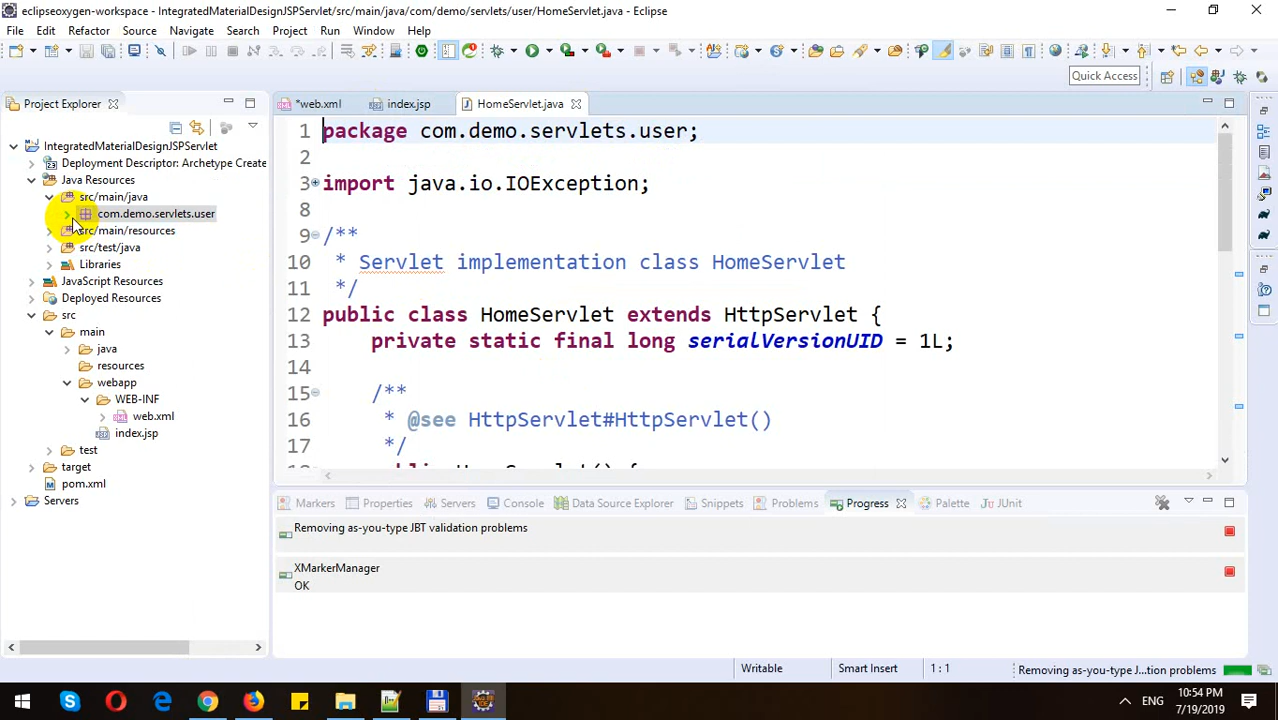 eclipseoxygen-workspace - IntegratedMaterialDesignJSPServlet/src/main/java/com/demo/servlets/user/HomeServlet.java - Eclipse
File Edit Refactor Source Navigate Search Project Run Window Help
Quick Access
Project Explorer
IntegratedMaterialDesignJSPServlet
Deployment Descriptor: Archetype Create
Java Resources
src/main/java
com.demo.servlets.user
src/main/resources
src/test/java
Libraries
JavaScript Resources
Deployed Resources
src
main
java
resources
webapp
WEB-INF
web.xml
index.jsp
test
target
pom.xml
Servers
*web.xml index.jsp HomeServlet.java
1 package com.demo.servlets.user;
2
3 import java.io.IOException;
8
9 /**
10 * Servlet implementation class HomeServlet
11 */
12 public class HomeServlet extends HttpServlet {
13 private static final long serialVersionUID = 1L;
14
15 /**
16 * @see HttpServlet#HttpServlet()
17 */
Markers Properties Servers Console Data Source Explorer Snippets Problems Progress Palette JUnit
Removing as-you-type JBT validation problems
XMarkerManager
OK
Writable Smart Insert 1 : 1 Removing as-you-type J...tion problems
ENG
10:54 PM
7/19/2019